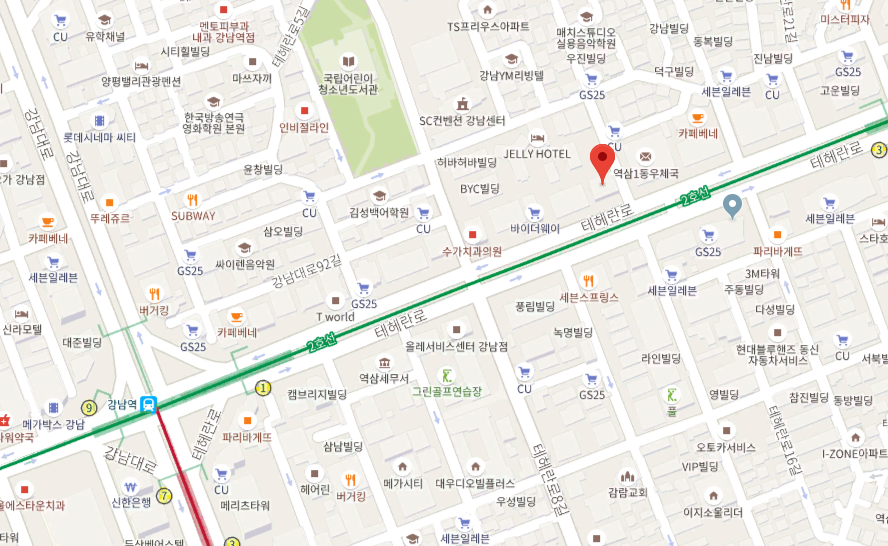 CU
유학채널
멘토피부과
내과 강남역점
시티힐빌딩
양평밸리관광펜션
마쓰자끼
테헤란로5길
국립어린이
청소년도서관
TS프리우스아파트
매치스튜디오
실용음악학원
우진빌딩
강남YM리빙텔
GS25
강남빌딩
동복빌딩
테헤란로21길
미스터피자
진남빌딩
GS25
덕구빌딩
세븐일레븐
CU
고운빌딩
강남대로
롯데시네마 씨티
한국방송연극
영화학원 본원
인비절라인
SC컨벤션 강남센터
CU
카페베네
JELLY HOTEL
강남대로
가 강남점
윤창빌딩
허바허바빌딩
BYC빌딩
역삼1동우체국
테헤란로
3
뚜레쥬르
SUBWAY
CU
김성백어학원
CU
바이더웨이
테헤란로
2호선
세븐일레븐
카페베네
삼오빌딩
수가치과의원
GS25
파리바게뜨
스타호
세븐일레븐
GS25
싸이렌음악원
강남대로92길
3M타워
버거킹
GS25
세븐스프링스
세븐일레븐
주동빌딩
신라모텔
카페베네
T world
테헤란로
풍림빌딩
다성빌딩
대준빌딩
GS25
2호선
올레서비스센터 강남점
녹명빌딩
라인빌딩
현대블루핸즈 동신
자동차서비스
CU
서북빌
역삼세무서
1
캠브리지빌딩
그린골프연습장
CU
GS25
풀
영빌딩
참진빌딩
동방빌딩
강남역
9
메가박스 강남
타워약국
테헤란로
파리바게뜨
삼남빌딩
오토카서비스
테헤란로16길
I-ZONE아파트
강남대로
테헤란로8길
VIP빌딩
CU
헤어린
버거킹
메가시티
대우디오빌플러스
감람교회
신한은행
7
메리츠타워
우성빌딩
이지소울리더
울에스타운치과
두산베어스텔
3
세븐일레븐
역삼